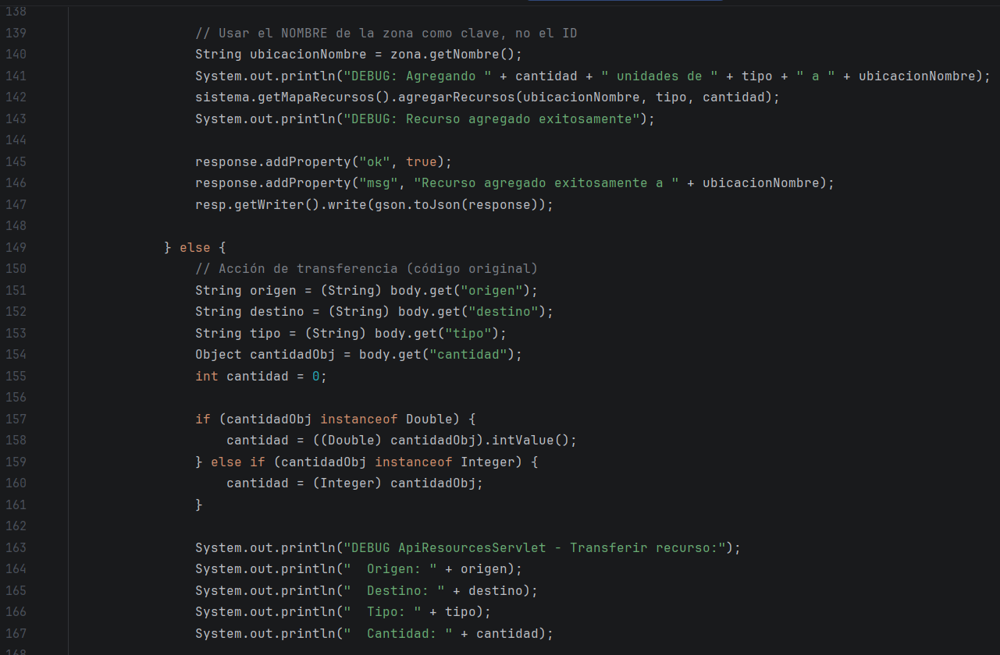 138
139 // Usar el NOMBRE de la zona como clave, no el ID
140 String ubicacionNombre = zona.getNombre();
141 System.out.println("DEBUG: Agregando " + cantidad + " unidades de " + tipo + " a " + ubicacionNombre);
142 sistema.getMapaRecursos().agregarRecursos(ubicacionNombre, tipo, cantidad);
143 System.out.println("DEBUG: Recurso agregado exitosamente");
144
145 response.addProperty("ok", true);
146 response.addProperty("msg", "Recurso agregado exitosamente a " + ubicacionNombre);
147 resp.getWriter().write(gson.toJson(response));
148
149 } else {
150 // Acción de transferencia (código original)
151 String origen = (String) body.get("origen");
152 String destino = (String) body.get("destino");
153 String tipo = (String) body.get("tipo");
154 Object cantidadObj = body.get("cantidad");
155 int cantidad = 0;
156
157 if (cantidadObj instanceof Double) {
158 cantidad = ((Double) cantidadObj).intValue();
159 } else if (cantidadObj instanceof Integer) {
160 cantidad = (Integer) cantidadObj;
161 }
162
163 System.out.println("DEBUG ApiResourcesServlet - Transferir recurso:");
164 System.out.println("  Origen: " + origen);
165 System.out.println("  Destino: " + destino);
166 System.out.println("  Tipo: " + tipo);
167 System.out.println("  Cantidad: " + cantidad);
168